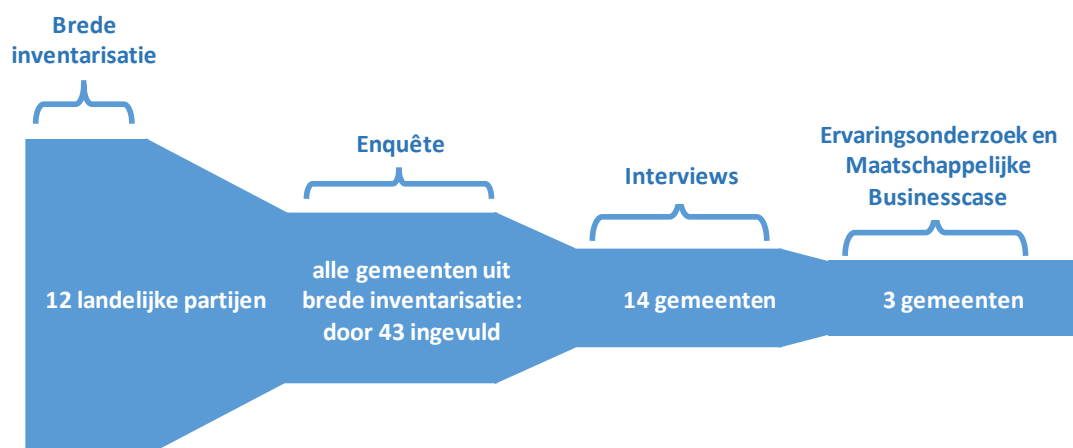 Brede
inventarisatie
12 landelijke partijen
Enquête
alle gemeenten uit
brede inventarisatie:
door 43 ingevuld
Interviews
14 gemeenten
Ervaringsonderzoek en
Maatschappelijke
Businesscase
3 gemeenten